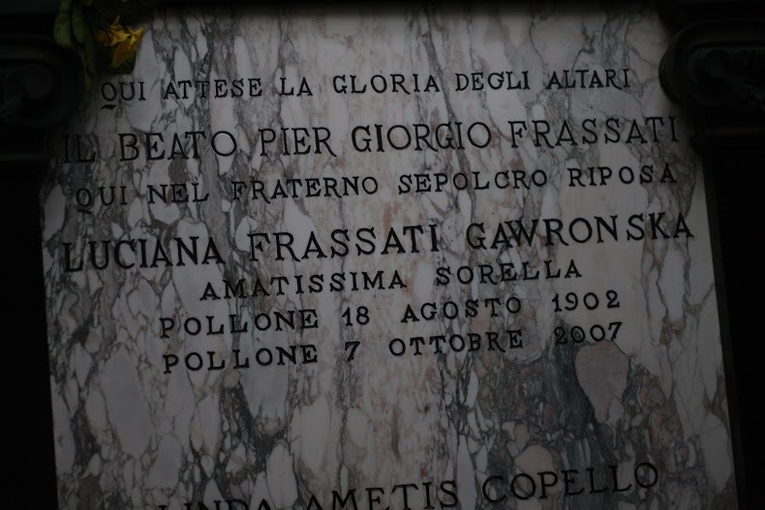 QUI ATTESE LA GLORIA DEGLI ALTARI
IL BEATO PIER GIORGIO FRASSATI
QUI NEL FRATERNO SEPOLCRO RIPOSA
LUCIANA FRASSATI GAWRONSKA
AMATISSIMA SORELLA
POLLONE 18 AGOSTO 1902
POLLONE 7 OTTOBRE 2007
LINDA AMETIS COPELLO